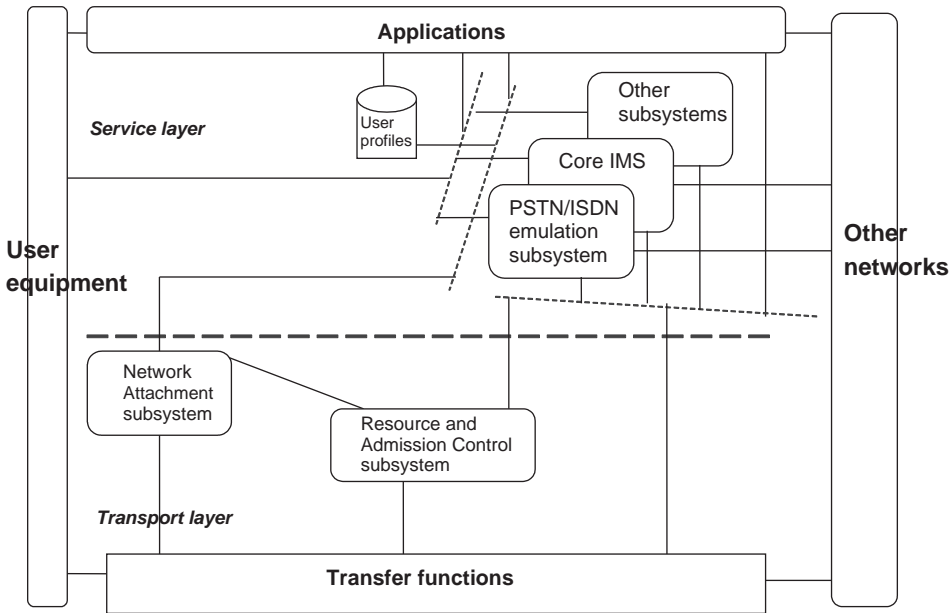 Applications
Other
subsystems
User
profiles
Service layer
Core IMS
PSTN/ISDN
emulation
subsystem
User
equipment
Other
networks
Network
Attachment
subsystem
Resource and
Admission Control
subsystem
Transport layer
Transfer functions